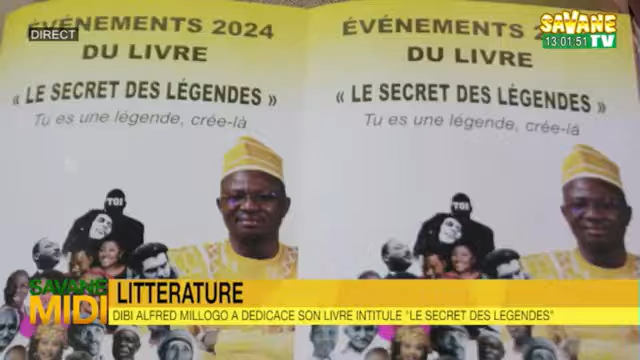 DIRECT
SAVANE
13:01:51 TV
ÉVÉNEMENTS 2024
DU LIVRE
« LE SECRET DES LÉGENDES »
Tu es une légende, crée-là
TOI
ÉVÉNEMENTS 2
DU LIVRE
« LE SECRET DES LÉGENDES »
Tu es une légende, crée-là
TOI
SAVANE
MIDI
LITTERATURE
DIBI ALFRED MILLOGO A DEDICACE SON LIVRE INTITULE "LE SECRET DES LEGENDES"